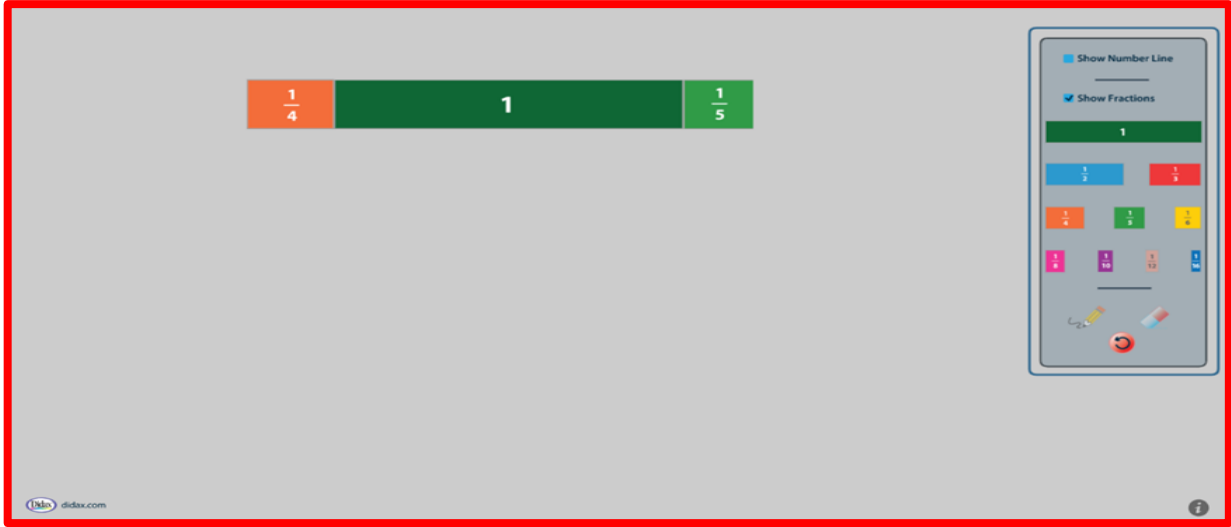 Show Number Line
Show Fractions
1/4 1 1/5
1
1/2 1/3
1/4 1/5 1/6
1/8 1/10 1/12 1/16
Didax didax.com
i